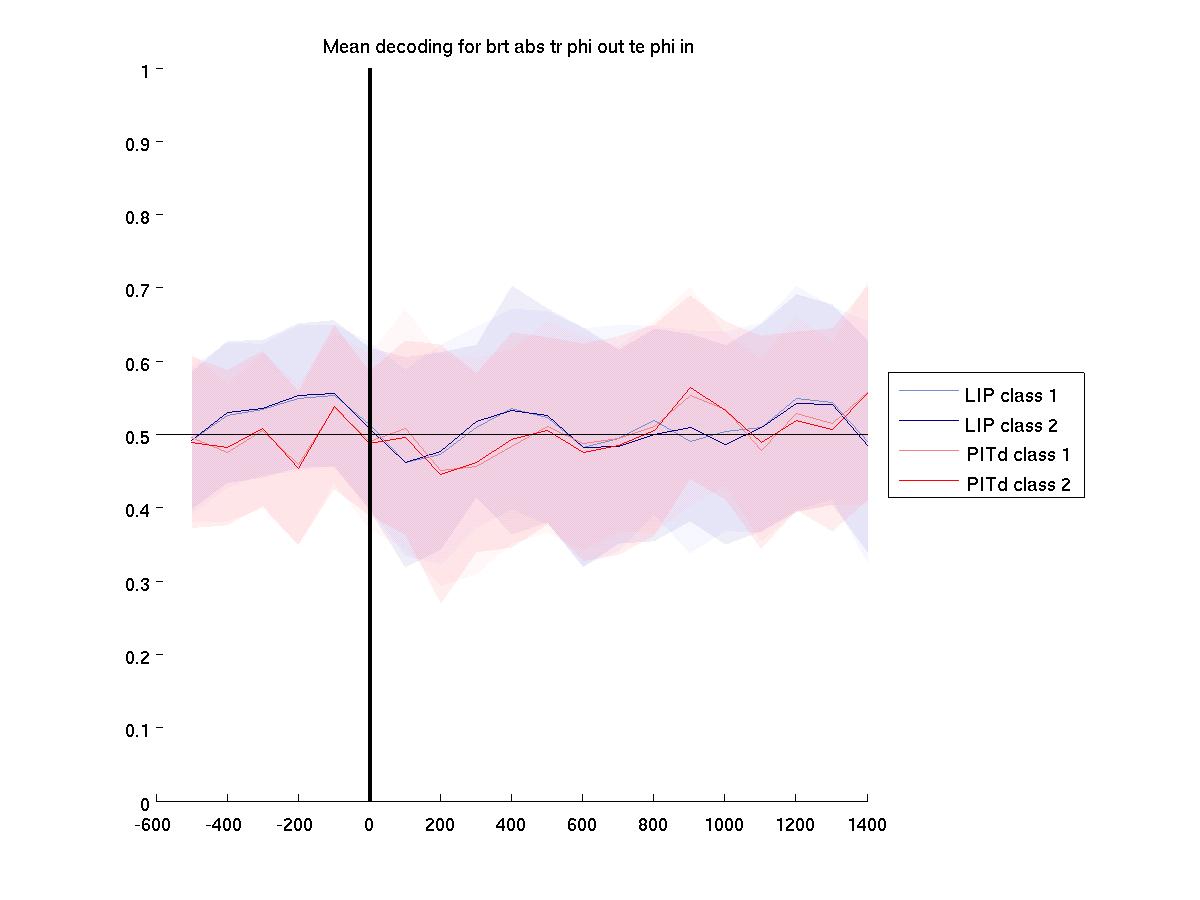 Mean decoding for brt abs tr phi out te phi in
1
0.9
0.8
0.7
0.6
0.5
0.4
0.3
0.2
0.1
0
-600 -400 -200 0 200 400 600 800 1000 1200 1400
LIP class 1
LIP class 2
PITd class 1
PITd class 2